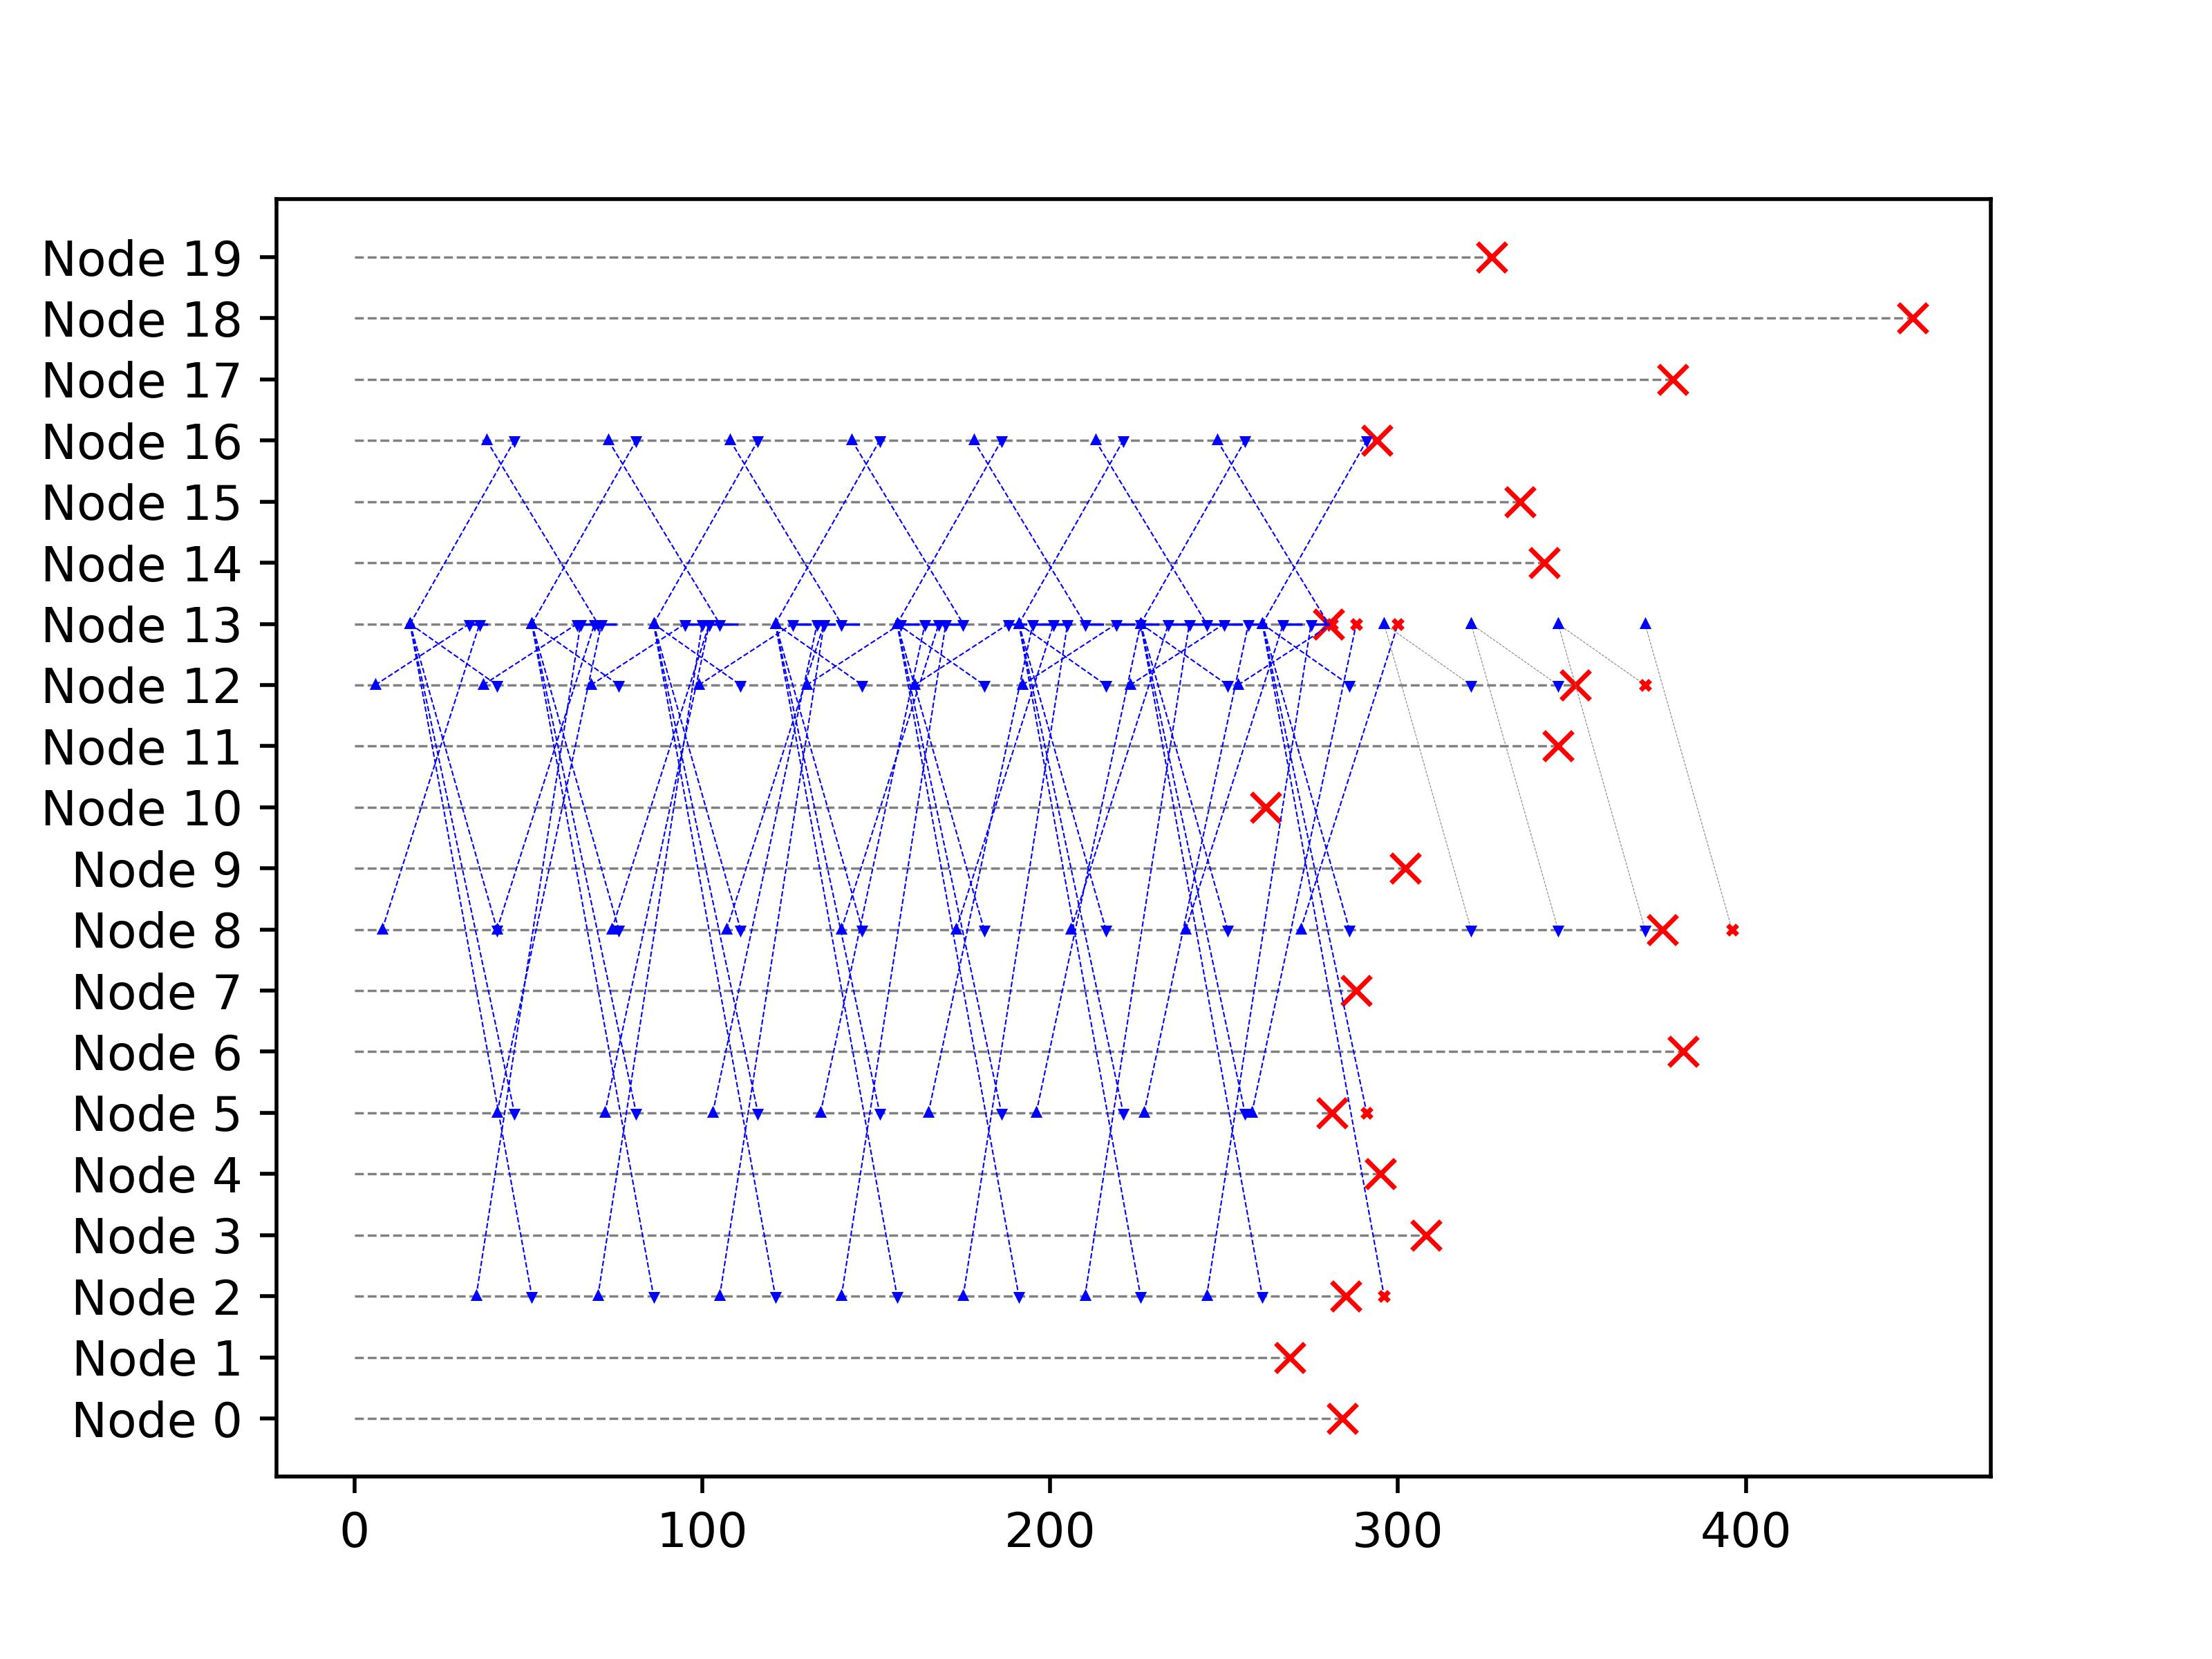 Node 19
Node 18
Node 17
Node 16
Node 15
Node 14
Node 13
Node 12
Node 11
Node 10
Node 9
Node 8
Node 7
Node 6
Node 5
Node 4
Node 3
Node 2
Node 1
Node 0
0 100 200 300 400